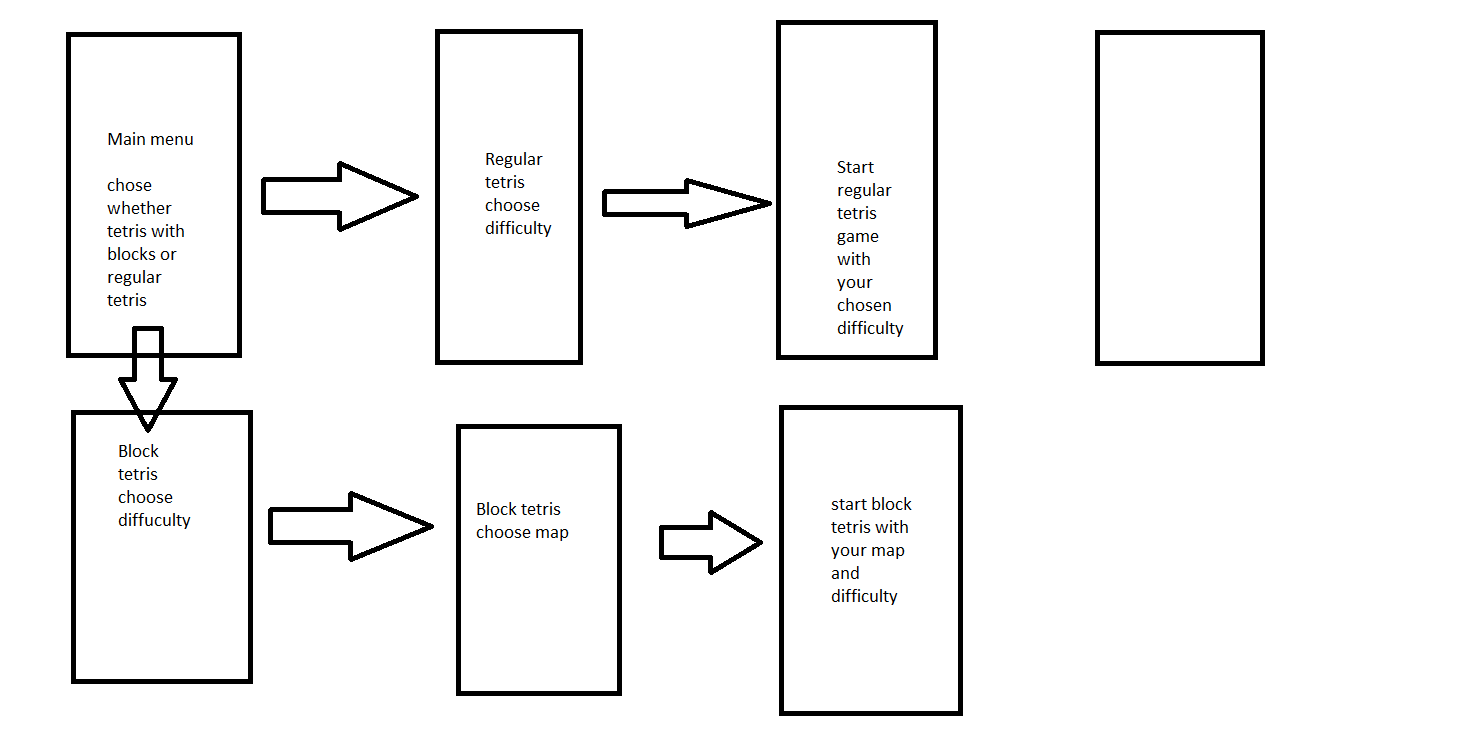 Main menu
chose
whether
tetris with
blocks or
regular
tetris
Regular
tetris
choose
difficulty
Start
regular
tetris
game
with
your
chosen
difficulty
Block
tetris
choose
diffuculty
Block tetris
choose map
start block
tetris with
your map
and
difficulty